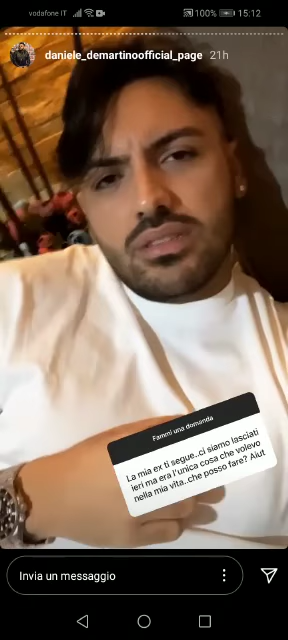 vodafone IT
100%
15:12
daniele_demartinoofficial_page 21h
Fammi una domanda
La mia ex ti segue..ci siamo lasciati
ieri ma era l'unica cosa che volevo
nella mia vita..che posso fare? Aiut
Invia un messaggio